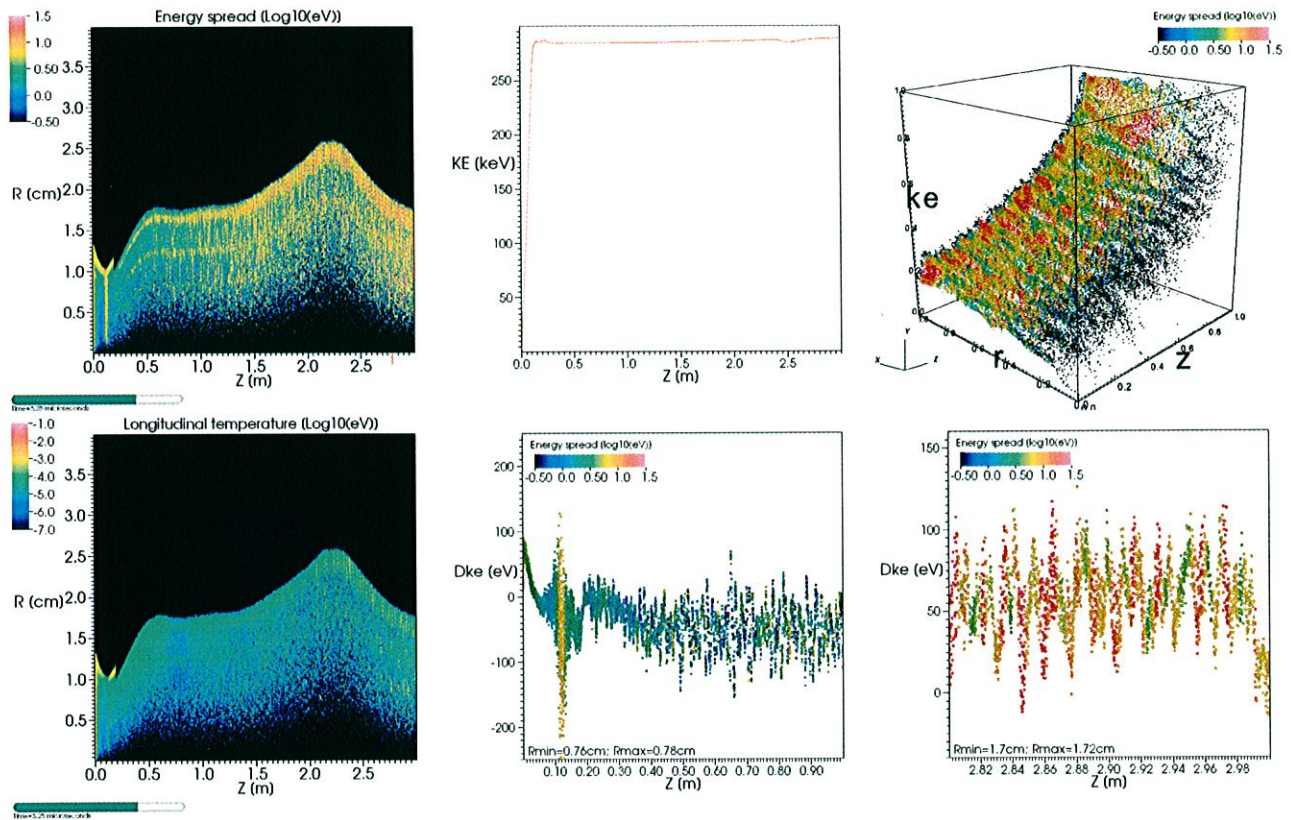 Energy spread (Log10(eV))
1.5
1.0
0.50
0.0
-0.50
3.5
3.0
2.5
R (cm)
2.0
1.5
1.0
0.5
0.0 0.5 1.0 1.5 2.0 2.5
Z (m)
300
250
200
KE (keV)
150
100
50
0.0 0.5 1.0 1.5 2.0 2.5
Z (m)
Energy spread (log10(eV))
-0.50 0.0 0.50 1.0 1.5
ke
r
z
0.2 0.4 0.6 0.8 1.0
Y
X
Z
Longitudinal temperature (Log10(eV))
-1.0
-2.0
-3.0
-4.0
-5.0
-6.0
-7.0
3.5
3.0
2.5
R (cm)
2.0
1.5
1.0
0.5
0.0 0.5 1.0 1.5 2.0 2.5
Z (m)
Energy spread (log10(eV))
-0.50 0.0 0.50 1.0 1.5
200
100
Dke (eV)
0
-100
-200
Rmin=0.76cm; Rmax=0.78cm
0.10 0.20 0.30 0.40 0.50 0.60 0.70 0.80 0.90
Z (m)
Energy spread (log10(eV))
-0.50 0.0 0.50 1.0 1.5
150
100
Dke (eV)
50
0
Rmin=1.7cm; Rmax=1.72cm
2.82 2.84 2.86 2.88 2.90 2.92 2.94 2.96 2.98
Z (m)